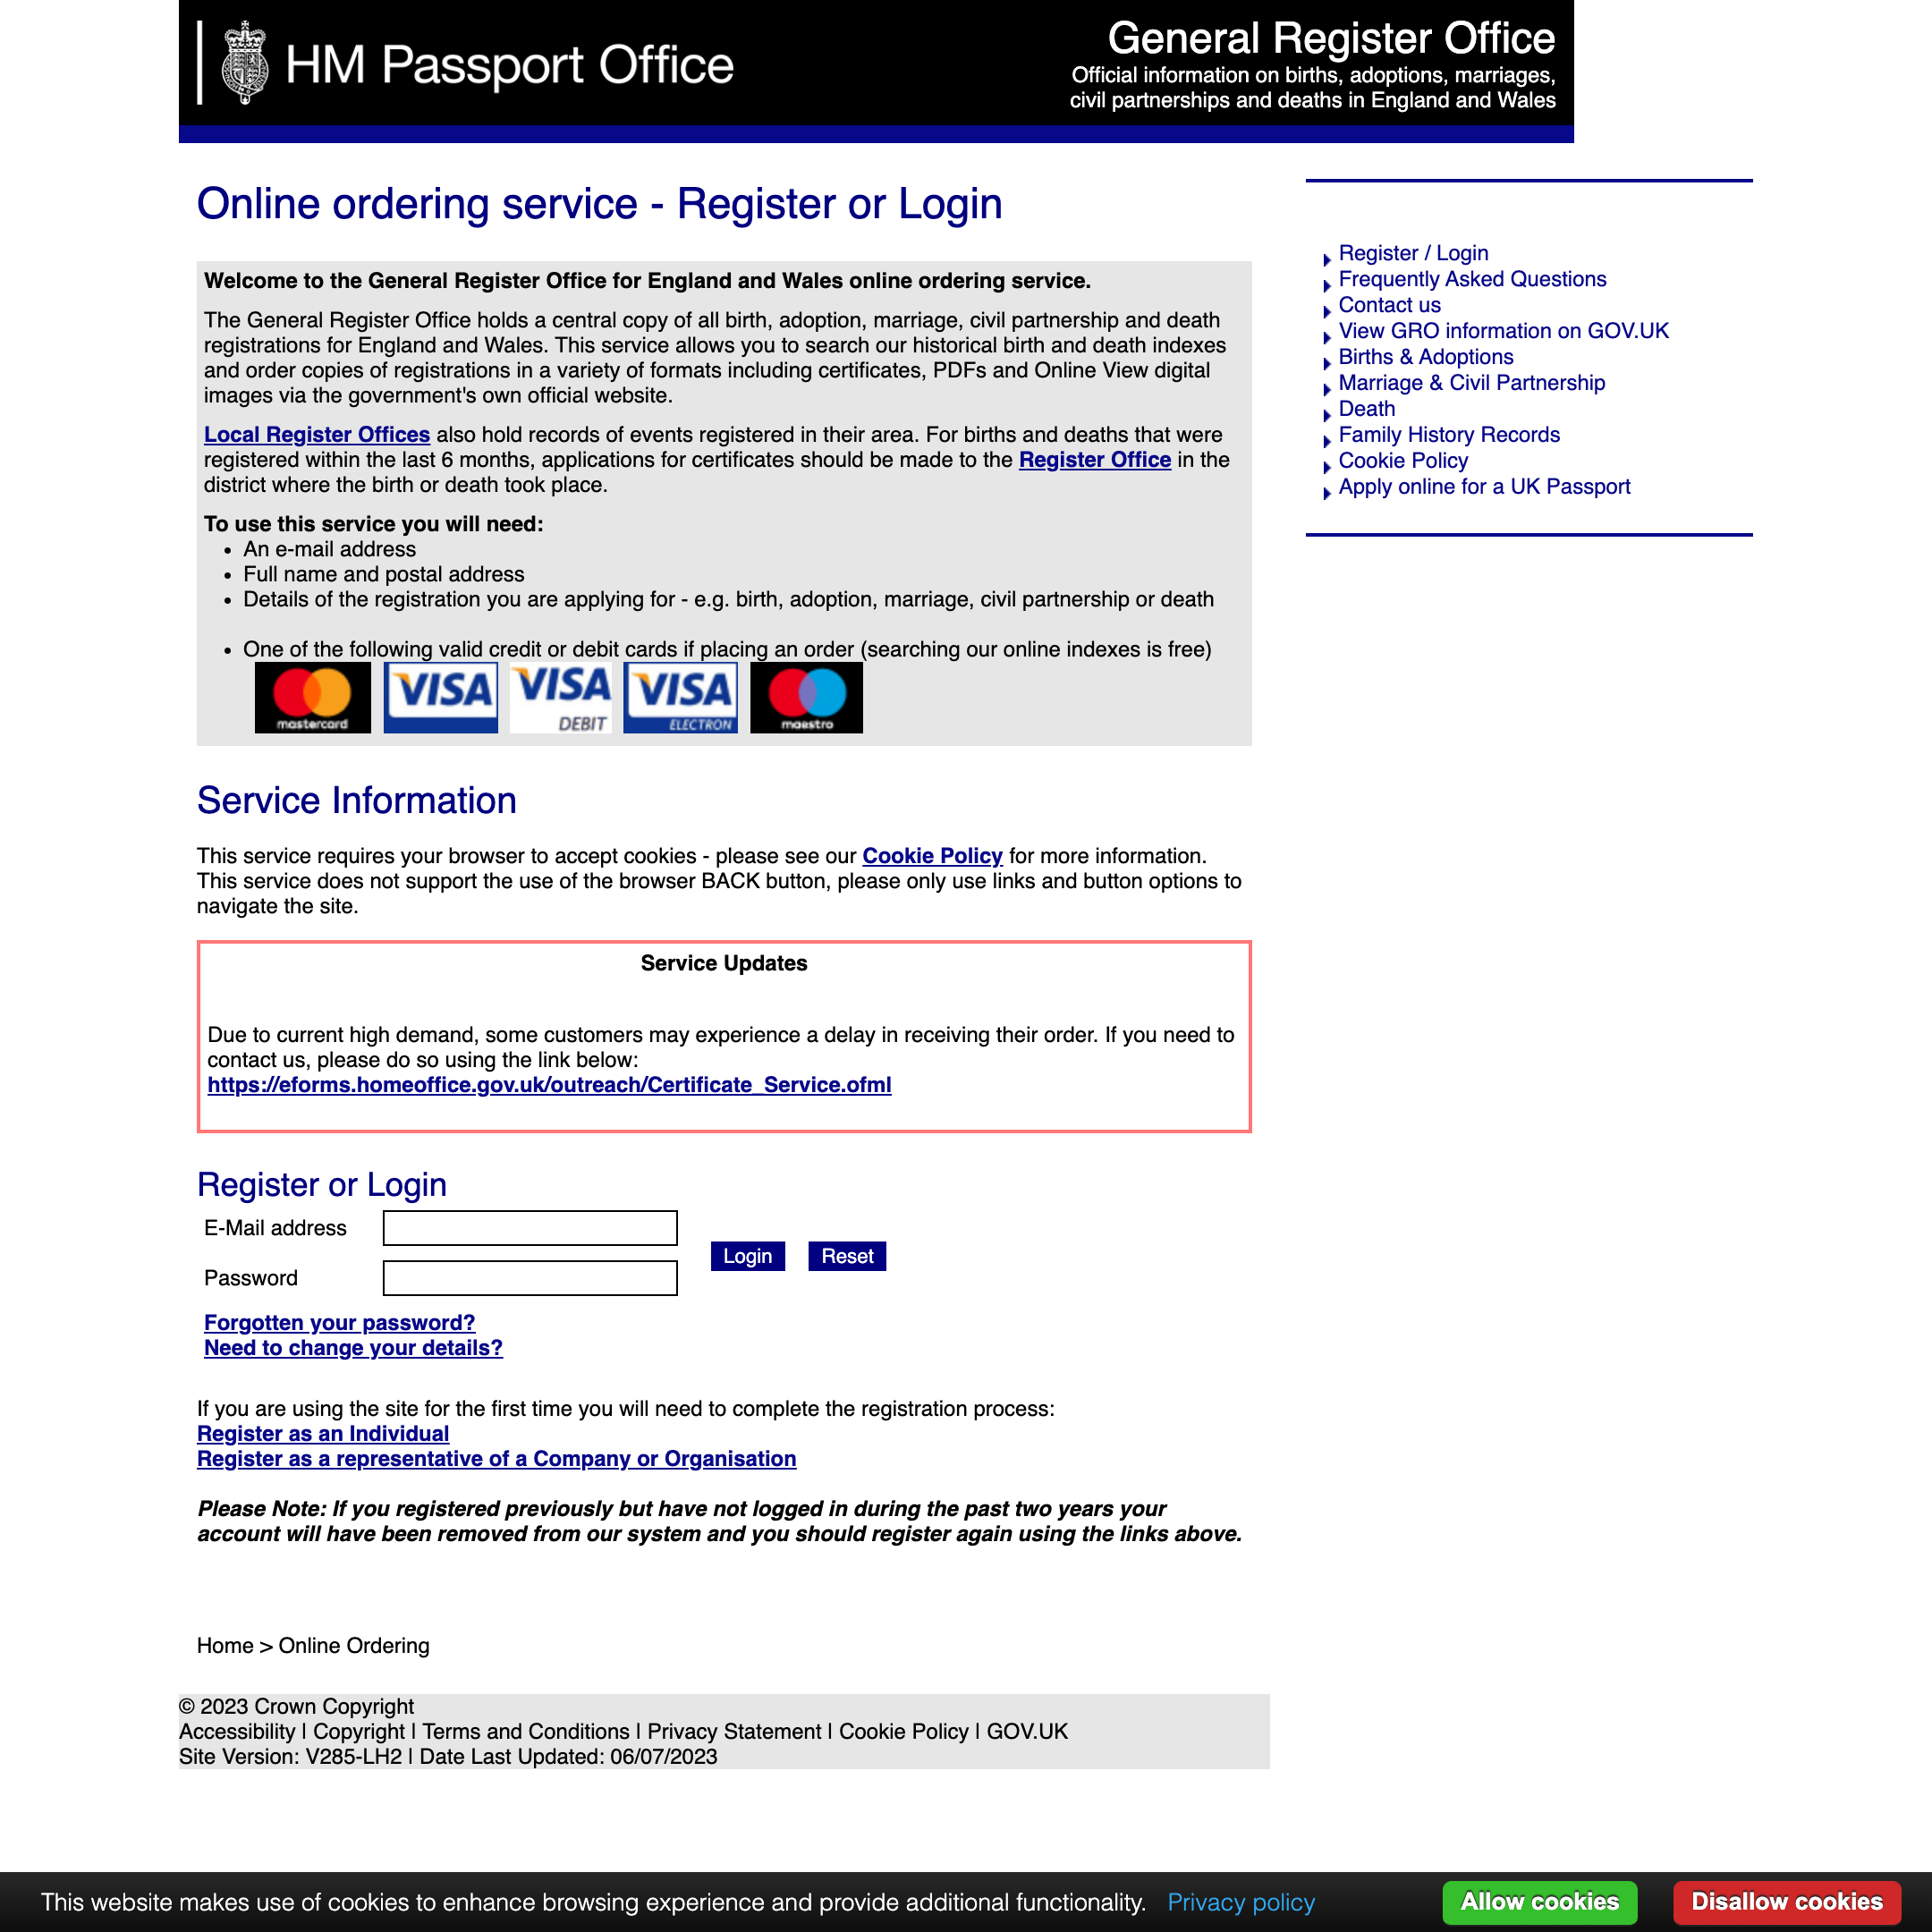 HM Passport Office
General Register Office
Official information on births, adoptions, marriages,
civil partnerships and deaths in England and Wales
Online ordering service - Register or Login
Welcome to the General Register Office for England and Wales online ordering service.
The General Register Office holds a central copy of all birth, adoption, marriage, civil partnership and death
registrations for England and Wales. This service allows you to search our historical birth and death indexes
and order copies of registrations in a variety of formats including certificates, PDFs and Online View digital
images via the government's own official website.
Local Register Offices also hold records of events registered in their area. For births and deaths that were
registered within the last 6 months, applications for certificates should be made to the Register Office in the
district where the birth or death took place.
To use this service you will need:
• An e-mail address
• Full name and postal address
• Details of the registration you are applying for - e.g. birth, adoption, marriage, civil partnership or death
• One of the following valid credit or debit cards if placing an order (searching our online indexes is free)
mastercard VISA VISA DEBIT VISA ELECTRON maestro
Register / Login
Frequently Asked Questions
Contact us
View GRO information on GOV.UK
Births & Adoptions
Marriage & Civil Partnership
Death
Family History Records
Cookie Policy
Apply online for a UK Passport
Service Information
This service requires your browser to accept cookies - please see our Cookie Policy for more information.
This service does not support the use of the browser BACK button, please only use links and button options to
navigate the site.
Service Updates
Due to current high demand, some customers may experience a delay in receiving their order. If you need to
contact us, please do so using the link below:
https://eforms.homeoffice.gov.uk/outreach/Certificate_Service.ofml
Register or Login
E-Mail address
Password
Login Reset
Forgotten your password?
Need to change your details?
If you are using the site for the first time you will need to complete the registration process:
Register as an Individual
Register as a representative of a Company or Organisation
Please Note: If you registered previously but have not logged in during the past two years your
account will have been removed from our system and you should register again using the links above.
Home > Online Ordering
© 2023 Crown Copyright
Accessibility | Copyright | Terms and Conditions | Privacy Statement | Cookie Policy | GOV.UK
Site Version: V285-LH2 | Date Last Updated: 06/07/2023
This website makes use of cookies to enhance browsing experience and provide additional functionality. Privacy policy
Allow cookies Disallow cookies